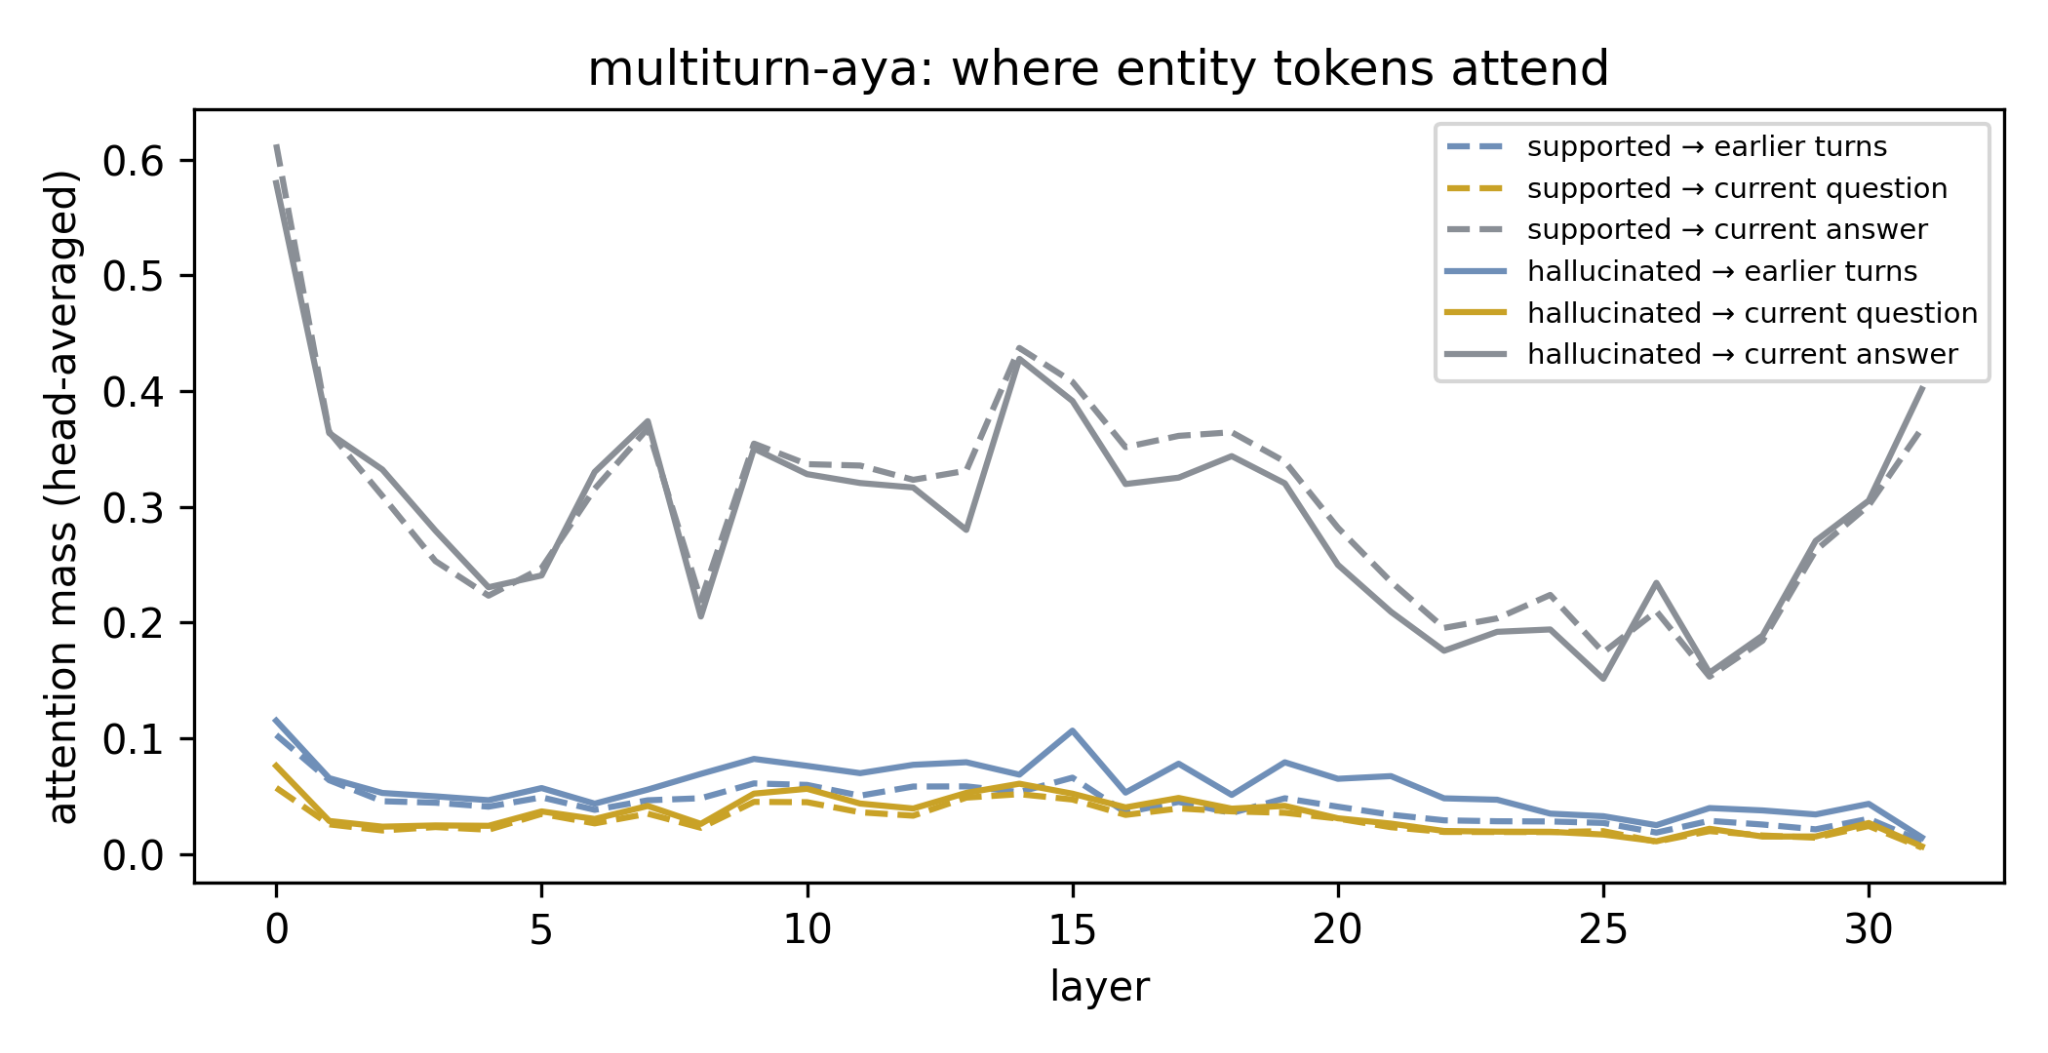 multiturn-aya: where entity tokens attend
attention mass (head-averaged)
0.6
0.5
0.4
0.3
0.2
0.1
0.0
supported → earlier turns
supported → current question
supported → current answer
hallucinated → earlier turns
hallucinated → current question
hallucinated → current answer
0 5 10 15 20 25 30
layer